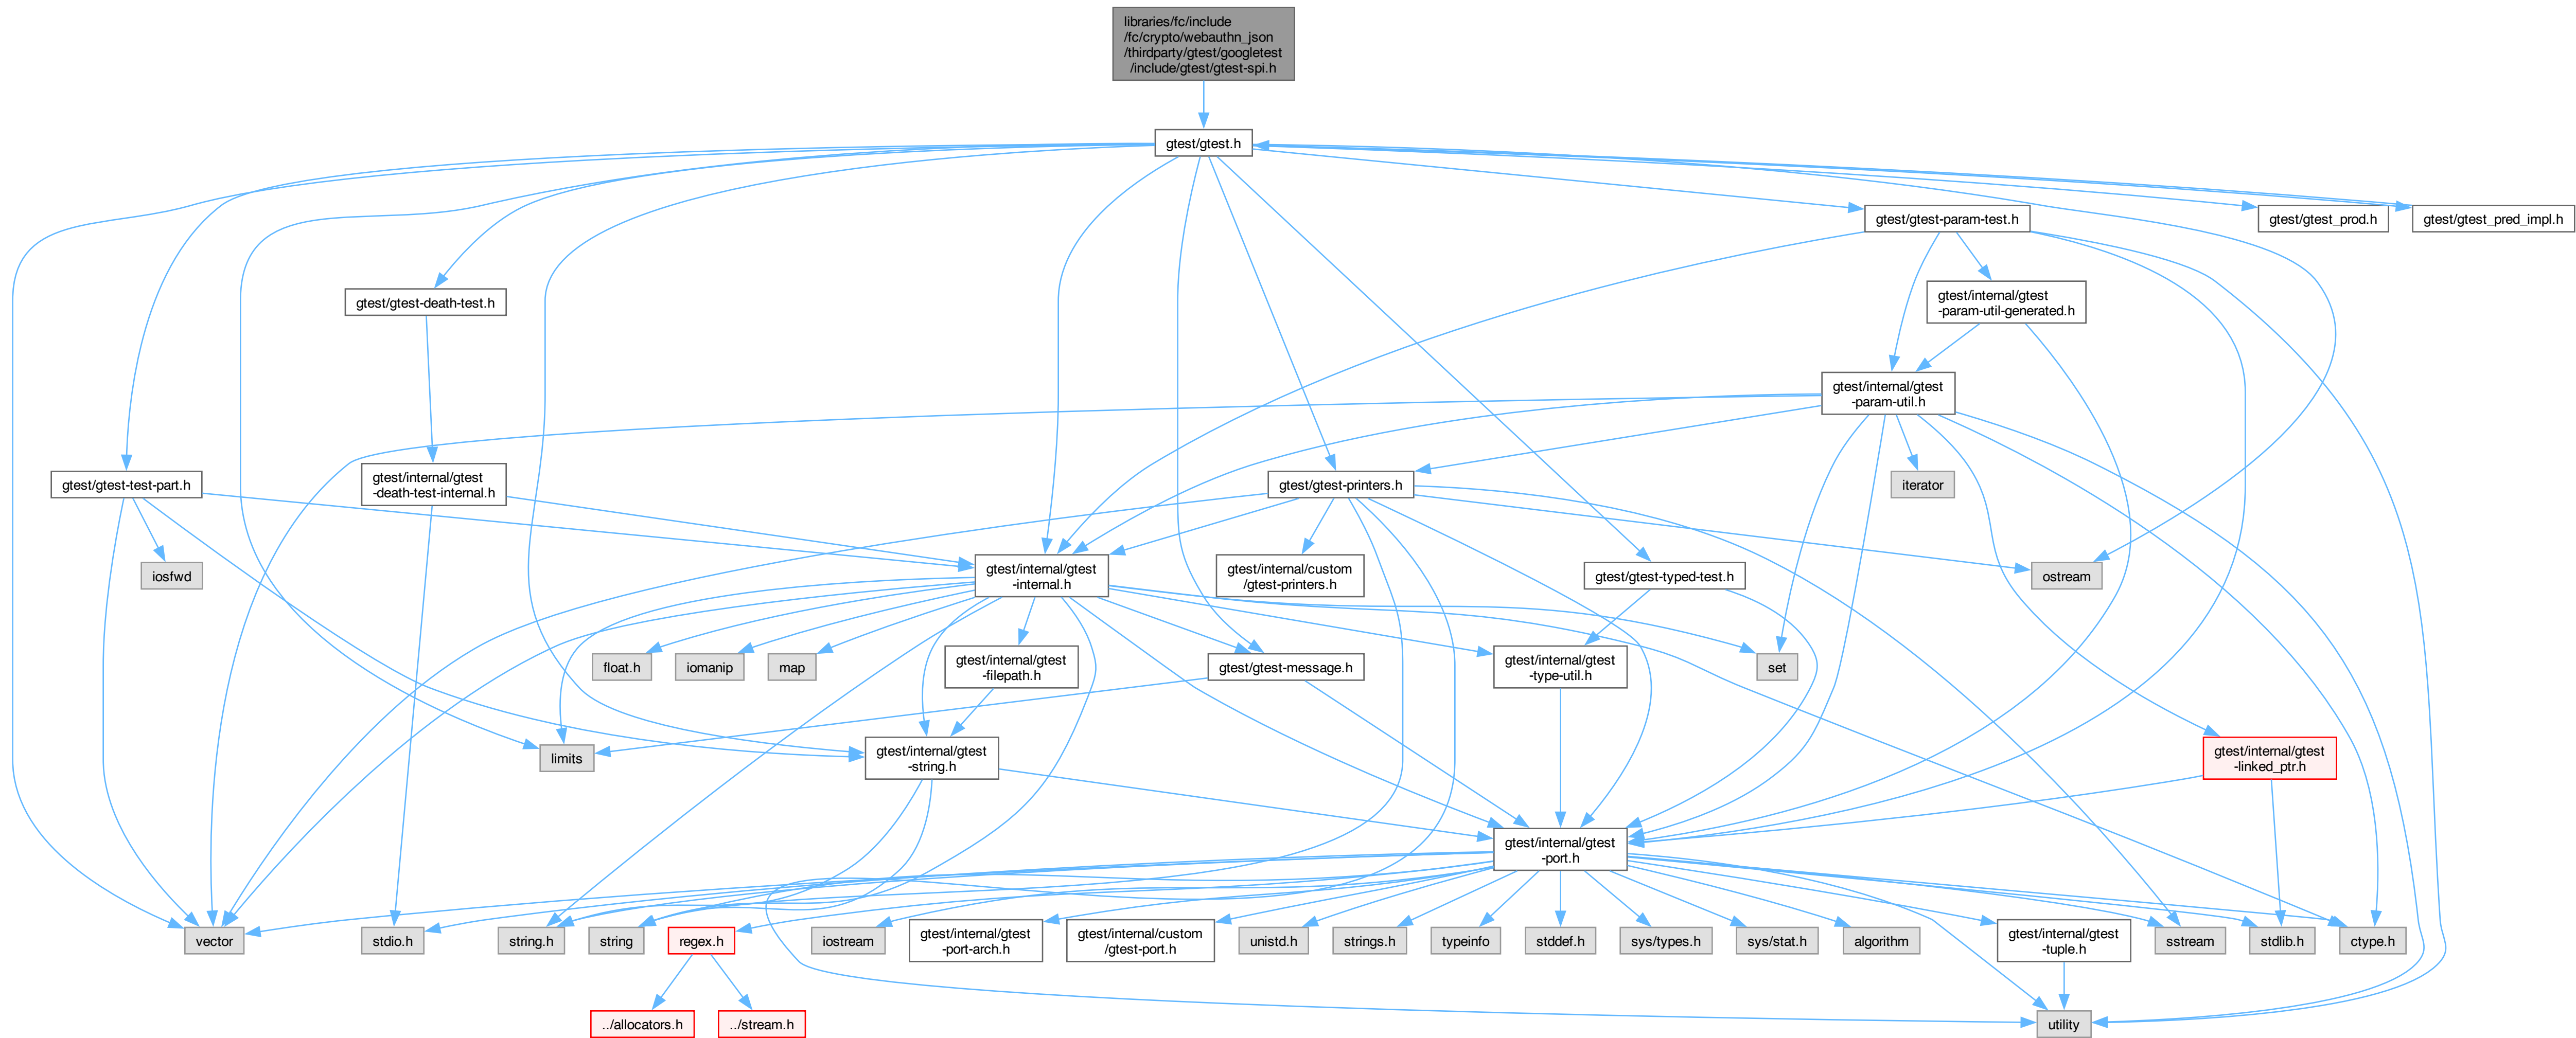 libraries/fc/include
/fc/crypto/webauthn_json
/thirdparty/gtest/googletest
/include/gtest/gtest-spi.h
gtest/gtest.h
gtest/gtest-param-test.h
gtest/gtest_prod.h
gtest/gtest_pred_impl.h
gtest/gtest-death-test.h
gtest/internal/gtest
-param-util-generated.h
gtest/internal/gtest
-param-util.h
gtest/gtest-test-part.h
gtest/internal/gtest
-death-test-internal.h
gtest/gtest-printers.h
iterator
iosfwd
gtest/internal/gtest
-internal.h
gtest/internal/custom
/gtest-printers.h
gtest/gtest-typed-test.h
ostream
float.h
iomanip
map
gtest/internal/gtest
-filepath.h
gtest/gtest-message.h
gtest/internal/gtest
-type-util.h
set
limits
gtest/internal/gtest
-string.h
gtest/internal/gtest
-linked_ptr.h
gtest/internal/gtest
-port.h
vector
stdio.h
string.h
string
regex.h
iostream
gtest/internal/gtest
-port-arch.h
gtest/internal/custom
/gtest-port.h
unistd.h
strings.h
typeinfo
stddef.h
sys/types.h
sys/stat.h
algorithm
gtest/internal/gtest
-tuple.h
sstream
stdlib.h
ctype.h
../allocators.h
../stream.h
utility